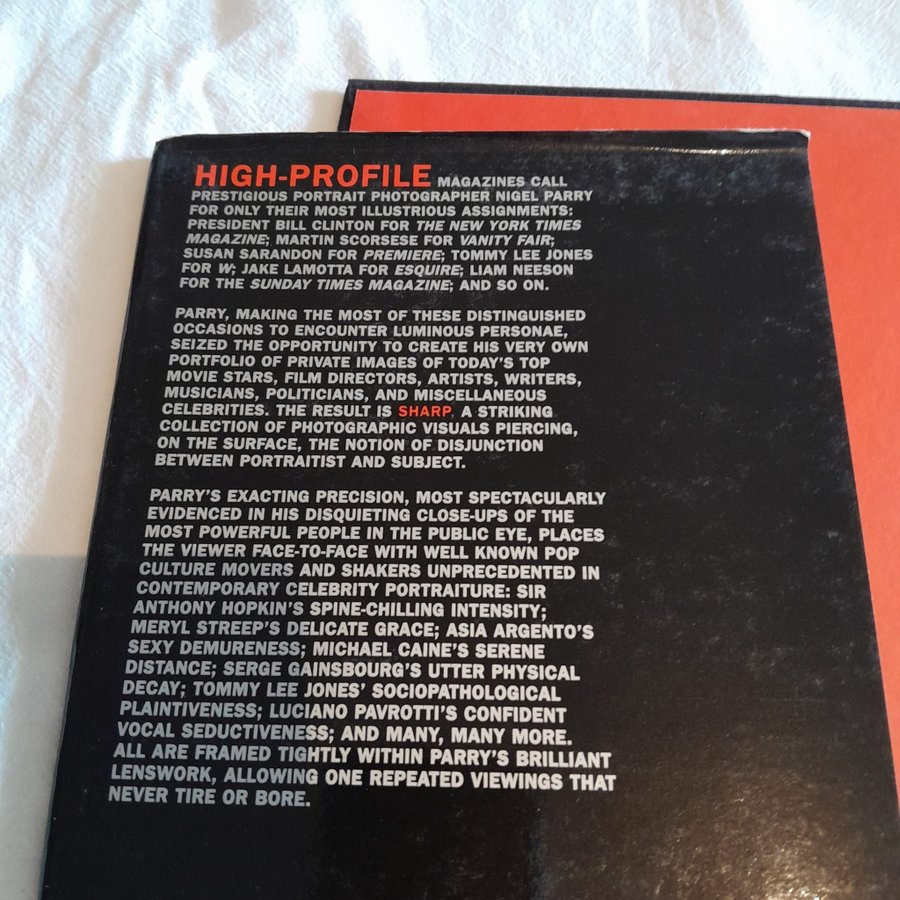 HIGH-PROFILE MAGAZINES CALL
PRESTIGIOUS PORTRAIT PHOTOGRAPHER NIGEL PARRY
FOR ONLY THEIR MOST ILLUSTRIOUS ASSIGNMENTS:
PRESIDENT BILL CLINTON FOR THE NEW YORK TIMES
MAGAZINE; MARTIN SCORSESE FOR VANITY FAIR;
SUSAN SARANDON FOR PREMIERE; TOMMY LEE JONES
FOR W; JAKE LAMOTTA FOR ESQUIRE; LIAM NEESON
FOR THE SUNDAY TIMES MAGAZINE; AND SO ON.
PARRY, MAKING THE MOST OF THESE DISTINGUISHED
OCCASIONS TO ENCOUNTER LUMINOUS PERSONAE,
SEIZED THE OPPORTUNITY TO CREATE HIS VERY OWN
PORTFOLIO OF PRIVATE IMAGES OF TODAY'S TOP
MOVIE STARS, FILM DIRECTORS, ARTISTS, WRITERS,
MUSICIANS, POLITICIANS, AND MISCELLANEOUS
CELEBRITIES. THE RESULT IS SHARP, A STRIKING
COLLECTION OF PHOTOGRAPHIC VISUALS PIERCING,
ON THE SURFACE, THE NOTION OF DISJUNCTION
BETWEEN PORTRAITIST AND SUBJECT.
PARRY'S EXACTING PRECISION, MOST SPECTACULARLY
EVIDENCED IN HIS DISQUIETING CLOSE-UPS OF THE
MOST POWERFUL PEOPLE IN THE PUBLIC EYE, PLACES
THE VIEWER FACE-TO-FACE WITH WELL KNOWN POP
CULTURE MOVERS AND SHAKERS UNPRECEDENTED IN
CONTEMPORARY CELEBRITY PORTRAITURE: SIR
ANTHONY HOPKIN'S SPINE-CHILLING INTENSITY;
MERYL STREEP'S DELICATE GRACE; ASIA ARGENTO'S
SEXY DEMURENESS; MICHAEL CAINE'S SERENE
DISTANCE; SERGE GAINSBOURG'S UTTER PHYSICAL
DECAY; TOMMY LEE JONES' SOCIOPATHOLOGICAL
PLAINTIVENESS; LUCIANO PAVROTTI'S CONFIDENT
VOCAL SEDUCTIVENESS; AND MANY, MANY MORE.
ALL ARE FRAMED TIGHTLY WITHIN PARRY'S BRILLIANT
LENSWORK, ALLOWING ONE REPEATED VIEWINGS THAT
NEVER TIRE OR BORE.